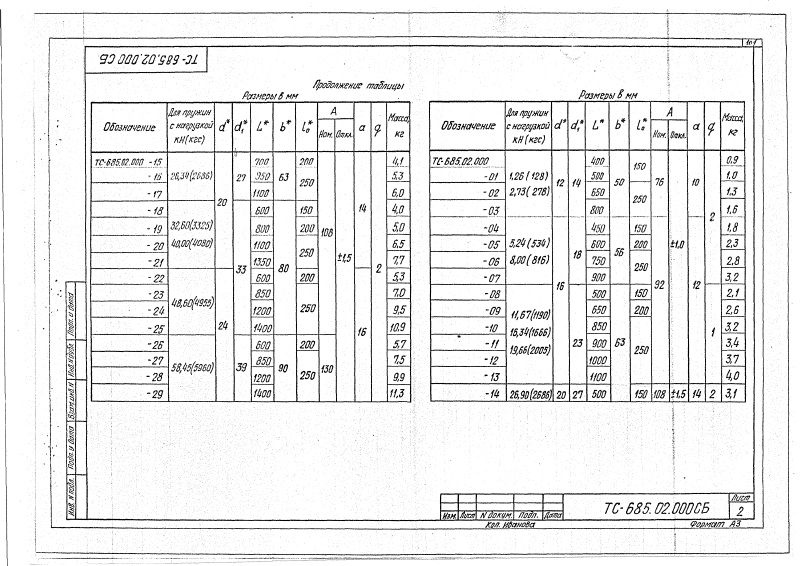 10-1
ТС-685.02.000 СБ
Продолжение таблицы
Размеры в мм
Обозначение | Для пружин с нагрузкой кН (кгс) | d* | d₁* | L* | b* | L₀* | А Ном. | А Откл. | a | q | Масса, кг
ТС-685.02.000 -15 | 26,34(2686) | 20 | 27 | 700 | 63 | 200 | 108 | ±1,5 | 14 | 2 | 4,1
-16 | 950 | 250 | 5,3
-17 | 1100 | 6,0
-18 | 32,60(3325) 40,00(4080) | 33 | 600 | 80 | 150 | 4,0
-19 | 800 | 200 | 5,0
-20 | 1100 | 250 | 6,5
-21 | 1350 | 7,7
-22 | 48,60(4955) | 24 | 600 | 200 | 16 | 5,3
-23 | 850 | 250 | 7,0
-24 | 1200 | 9,5
-25 | 1400 | 10,9
-26 | 58,45(5960) | 39 | 600 | 90 | 200 | 130 | 5,7
-27 | 850 | 250 | 7,5
-28 | 1200 | 9,9
-29 | 1400 | 11,3
Размеры в мм
Обозначение | Для пружин с нагрузкой кН (кгс) | d* | d₁* | L* | b* | L₀* | А Ном. | А Откл. | a | q | Масса, кг
ТС-685.02.000 | 1,26(128) 2,73(278) | 12 | 14 | 400 | 50 | 150 | 76 | ±1,0 | 10 | 2 | 0,9
-01 | 500 | 1,0
-02 | 650 | 250 | 1,3
-03 | 800 | 1,6
-04 | 5,24(534) 8,00(816) | 16 | 18 | 450 | 56 | 150 | 92 | 12 | 1,8
-05 | 600 | 200 | 2,3
-06 | 750 | 250 | 2,8
-07 | 900 | 3,2
-08 | 11,67(1190) 16,34(1666) 19,66(2005) | 23 | 500 | 63 | 150 | 1 | 2,1
-09 | 650 | 200 | 2,6
-10 | 850 | 250 | 3,2
-11 | 900 | 3,4
-12 | 1000 | 3,7
-13 | 1100 | 4,0
-14 | 26,90(2686) | 20 | 27 | 500 | 150 | 108 | ±1,5 | 14 | 2 | 3,1
Инв. № подл. | Подп. и дата | Взам. инв. № | Инв. № дубл. | Подп. и дата
Изм. Лист № докум. Подп. Дата
ТС-685.02.000СБ
Лист
2
Коп. Иванова
Формат А3